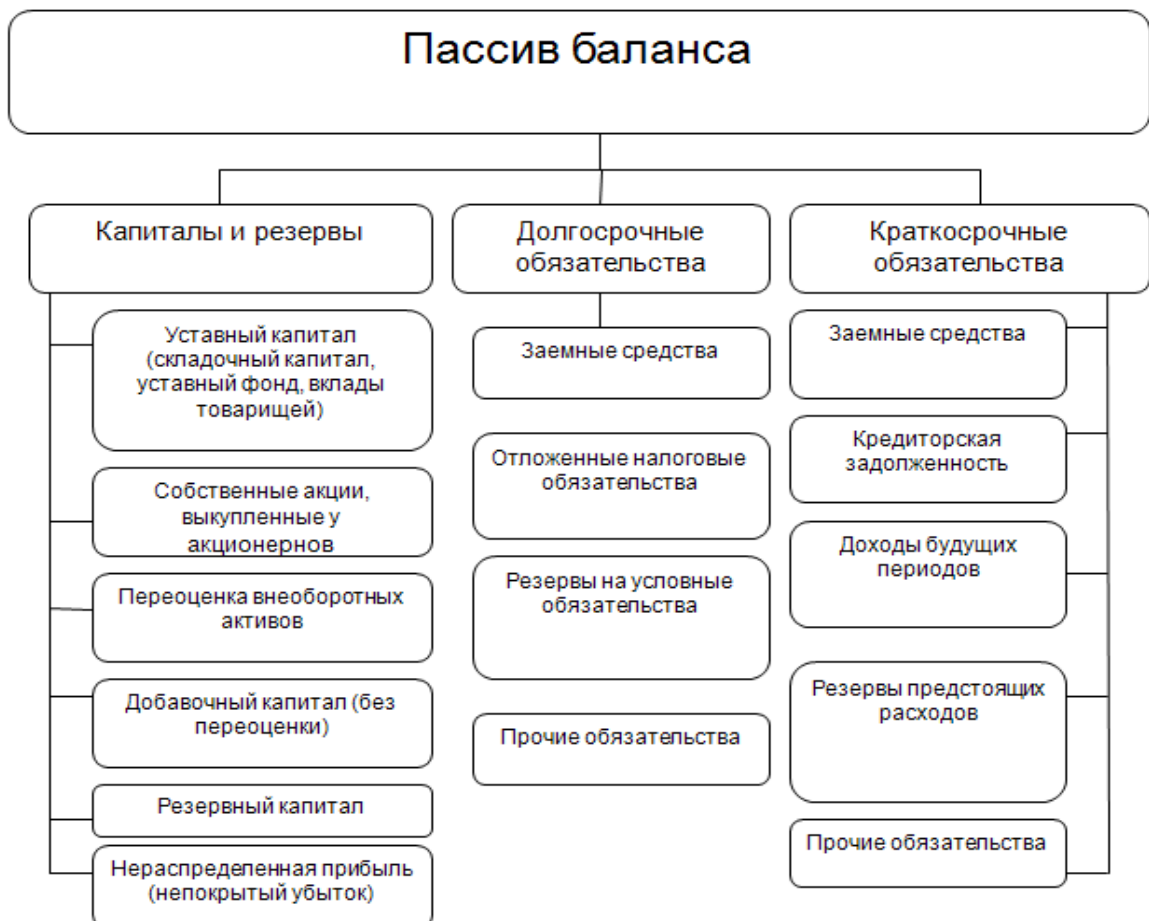 Пассив баланса
Капиталы и резервы
Уставный капитал
(складочный капитал,
уставный фонд, вклады
товарищей)
Собственные акции,
выкупленные у
акционернов
Переоценка внеоборотных
активов
Добавочный капитал (без
переоценки)
Резервный капитал
Нераспределенная прибыль
(непокрытый убыток)
Долгосрочные
обязательства
Заемные средства
Отложенные налоговые
обязательства
Резервы на условные
обязательства
Прочие обязательства
Краткосрочные
обязательства
Заемные средства
Кредиторская
задолженность
Доходы будущих
периодов
Резервы предстоящих
расходов
Прочие обязательства